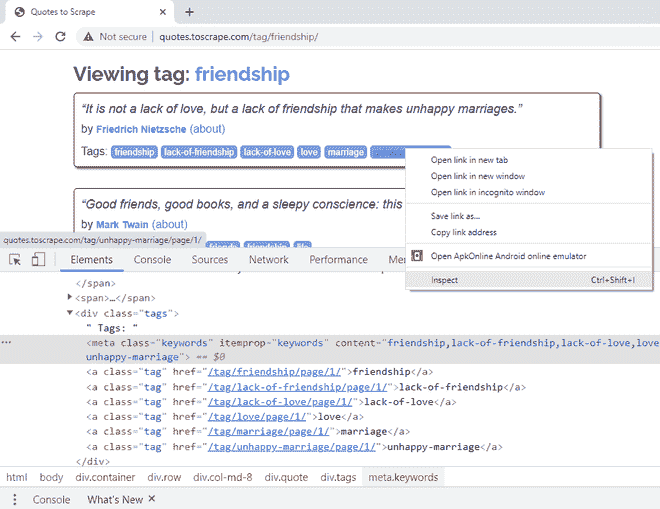 Quotes to Scrape
Not secure | quotes.toscrape.com/tag/friendship/
Viewing tag: friendship
“It is not a lack of love, but a lack of friendship that makes unhappy marriages.”
by Friedrich Nietzsche (about)
Tags: friendship lack-of-friendship lack-of-love love marriage
Open link in new tab
Open link in new window
Open link in incognito window
Save link as...
Copy link address
Open ApkOnline Android online emulator
Inspect Ctrl+Shift+I
“Good friends, good books, and a sleepy conscience: this
by Mark Twain (about)
quotes.toscrape.com/tag/unhappy-marriage/page/1/
Elements Console Sources Network Performance
</span>
<span>…</span>
<div class="tags">
" Tags: "
<meta class="keywords" itemprop="keywords" content="friendship,lack-of-friendship,lack-of-love,love
unhappy-marriage"> == $0
<a class="tag" href="/tag/friendship/page/1/">friendship</a>
<a class="tag" href="/tag/lack-of-friendship/page/1/">lack-of-friendship</a>
<a class="tag" href="/tag/lack-of-love/page/1/">lack-of-love</a>
<a class="tag" href="/tag/love/page/1/">love</a>
<a class="tag" href="/tag/marriage/page/1/">marriage</a>
<a class="tag" href="/tag/unhappy-marriage/page/1/">unhappy-marriage</a>
</div>
html body div.container div.row div.col-md-8 div.quote div.tags meta.keywords
Console What's New